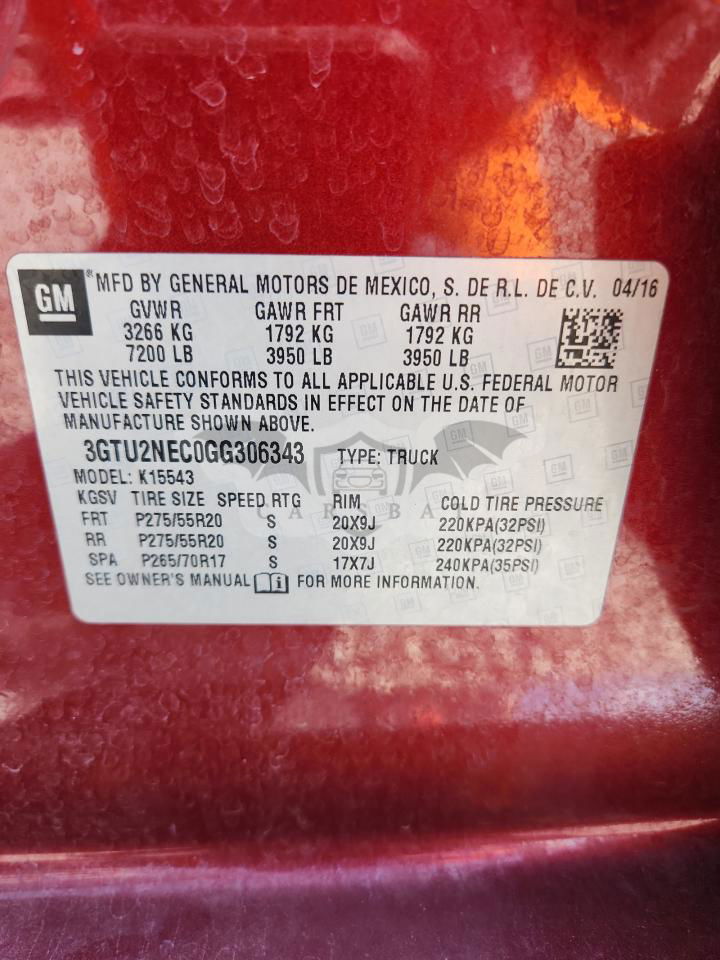 GM ® MFD BY GENERAL MOTORS DE MEXICO, S. DE R.L. DE C.V. 04/16
GVWR GAWR FRT GAWR RR
3266 KG 1792 KG 1792 KG
7200 LB 3950 LB 3950 LB
THIS VEHICLE CONFORMS TO ALL APPLICABLE U.S. FEDERAL MOTOR
VEHICLE SAFETY STANDARDS IN EFFECT ON THE DATE OF
MANUFACTURE SHOWN ABOVE.
3GTU2NEC0GG306343 TYPE: TRUCK
MODEL: K15543
KGSV TIRE SIZE SPEED RTG RIM COLD TIRE PRESSURE
CARSBA
FRT P275/55R20 S 20X9J 220KPA(32PSI)
RR P275/55R20 S 20X9J 220KPA(32PSI)
SPA P265/70R17 S 17X7J 240KPA(35PSI)
SEE OWNER'S MANUAL FOR MORE INFORMATION.